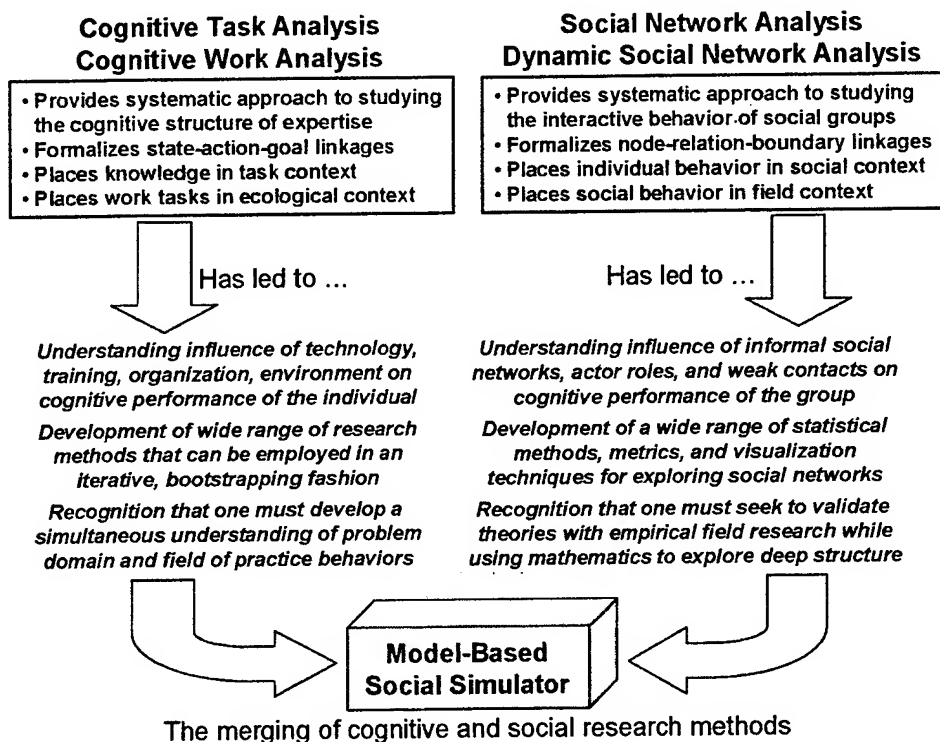 Cognitive Task Analysis
Cognitive Work Analysis
• Provides systematic approach to studying
the cognitive structure of expertise
• Formalizes state-action-goal linkages
• Places knowledge in task context
• Places work tasks in ecological context
Has led to ...
Understanding influence of technology,
training, organization, environment on
cognitive performance of the individual
Development of wide range of research
methods that can be employed in an
iterative, bootstrapping fashion
Recognition that one must develop a
simultaneous understanding of problem
domain and field of practice behaviors
Social Network Analysis
Dynamic Social Network Analysis
• Provides systematic approach to studying
the interactive behavior of social groups
• Formalizes node-relation-boundary linkages
• Places individual behavior in social context
• Places social behavior in field context
Has led to ...
Understanding influence of informal social
networks, actor roles, and weak contacts on
cognitive performance of the group
Development of a wide range of statistical
methods, metrics, and visualization
techniques for exploring social networks
Recognition that one must seek to validate
theories with empirical field research while
using mathematics to explore deep structure
Model-Based
Social Simulator
The merging of cognitive and social research methods